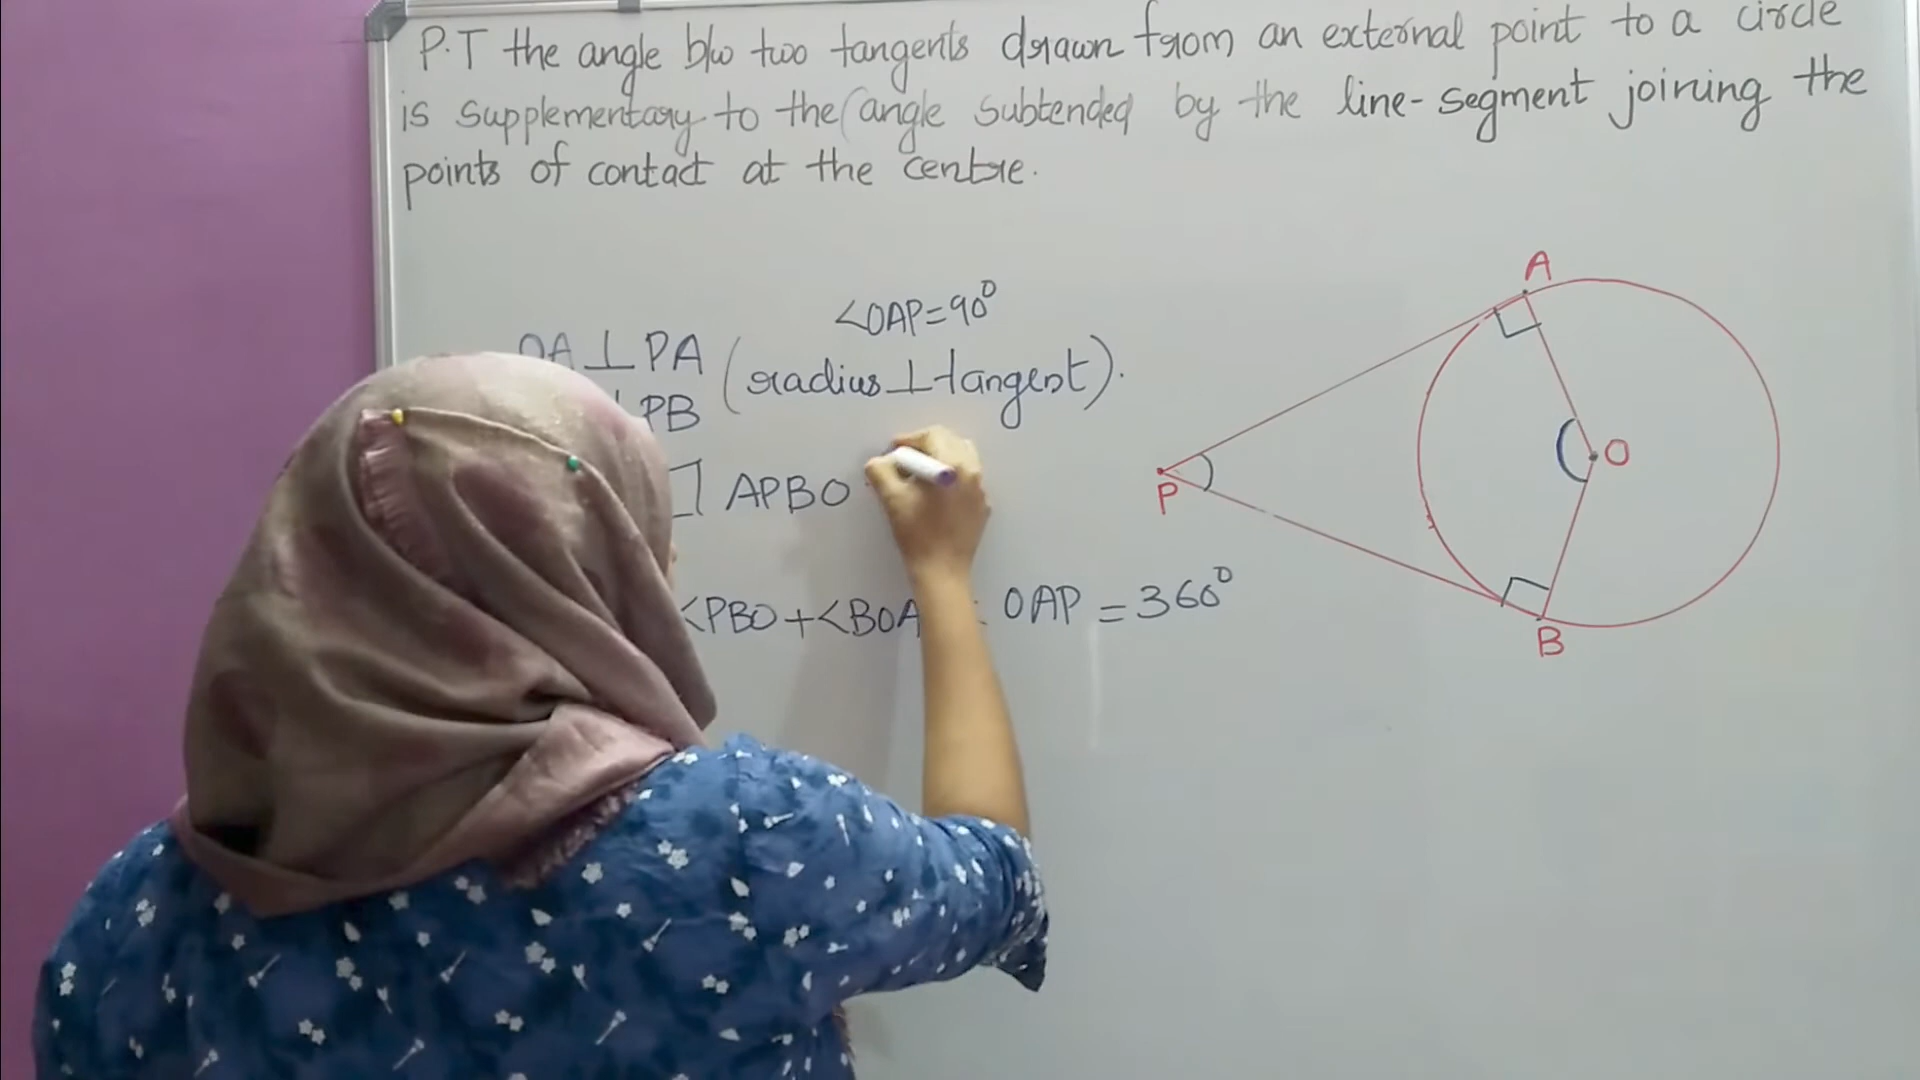 P.T the angle b/w two tangents drawn from an external point to a circle
is supplementary to the (angle subtended by the line-segment joining the
points of contact at the centre.
∠OAP=90⁰
OA⊥PA (radius⊥tangent).
⊥PB
APBO
∠PBO+∠BOA OAP=360⁰
A
O
P
B